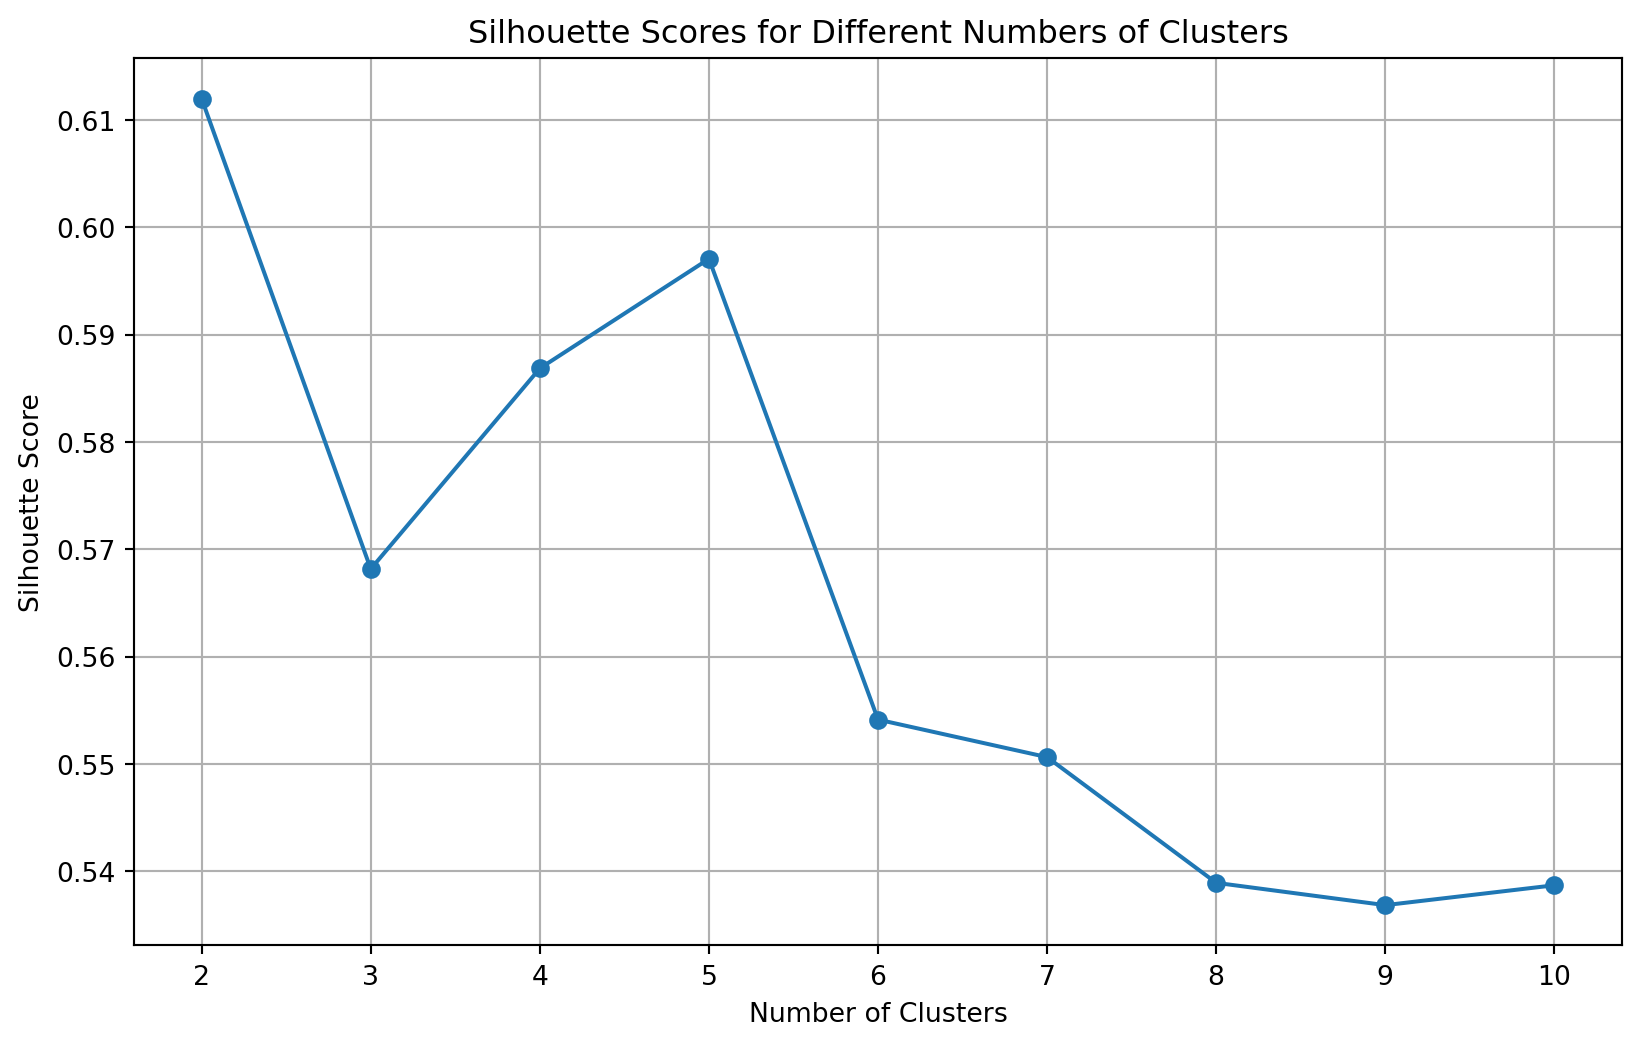 Silhouette Scores for Different Numbers of Clusters
0.61
0.60
0.59
0.58
0.57
0.56
0.55
0.54
Silhouette Score
2 3 4 5 6 7 8 9 10
Number of Clusters